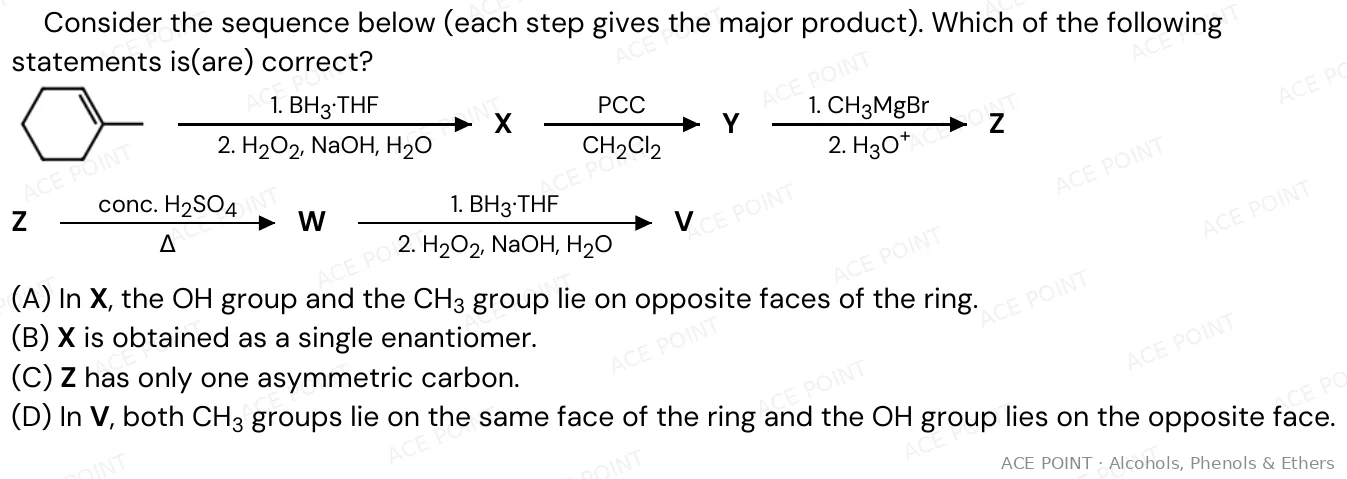 Consider the sequence below (each step gives the major product). Which of the following
statements is(are) correct?
1. BH₃·THF
2. H₂O₂, NaOH, H₂O
X
PCC
CH₂Cl₂
Y
1. CH₃MgBr
2. H₃O⁺
Z
Z
conc. H₂SO₄
Δ
W
1. BH₃·THF
2. H₂O₂, NaOH, H₂O
V
(A) In X, the OH group and the CH₃ group lie on opposite faces of the ring.
(B) X is obtained as a single enantiomer.
(C) Z has only one asymmetric carbon.
(D) In V, both CH₃ groups lie on the same face of the ring and the OH group lies on the opposite face.
ACE POINT · Alcohols, Phenols & Ethers